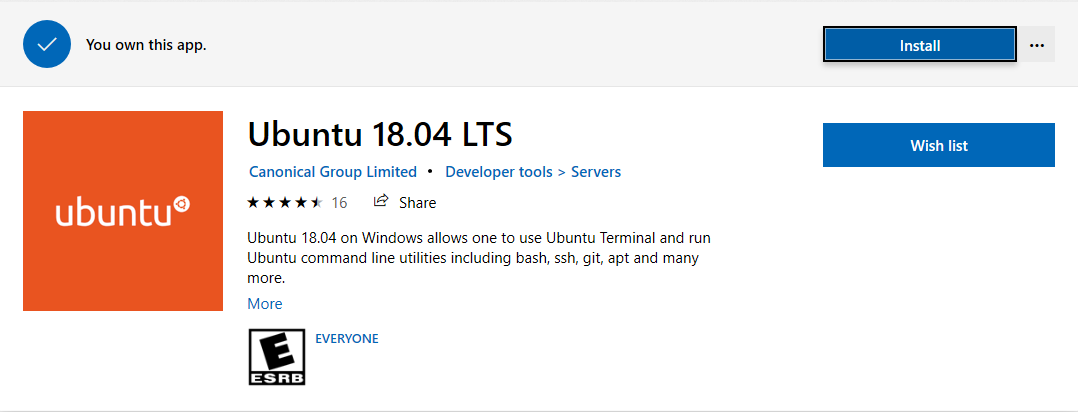 You own this app.
Install
...
Ubuntu 18.04 LTS
Wish list
Canonical Group Limited • Developer tools > Servers
16 Share
ubuntu
Ubuntu 18.04 on Windows allows one to use Ubuntu Terminal and run
Ubuntu command line utilities including bash, ssh, git, apt and many
more.
More
E
ESRB
EVERYONE